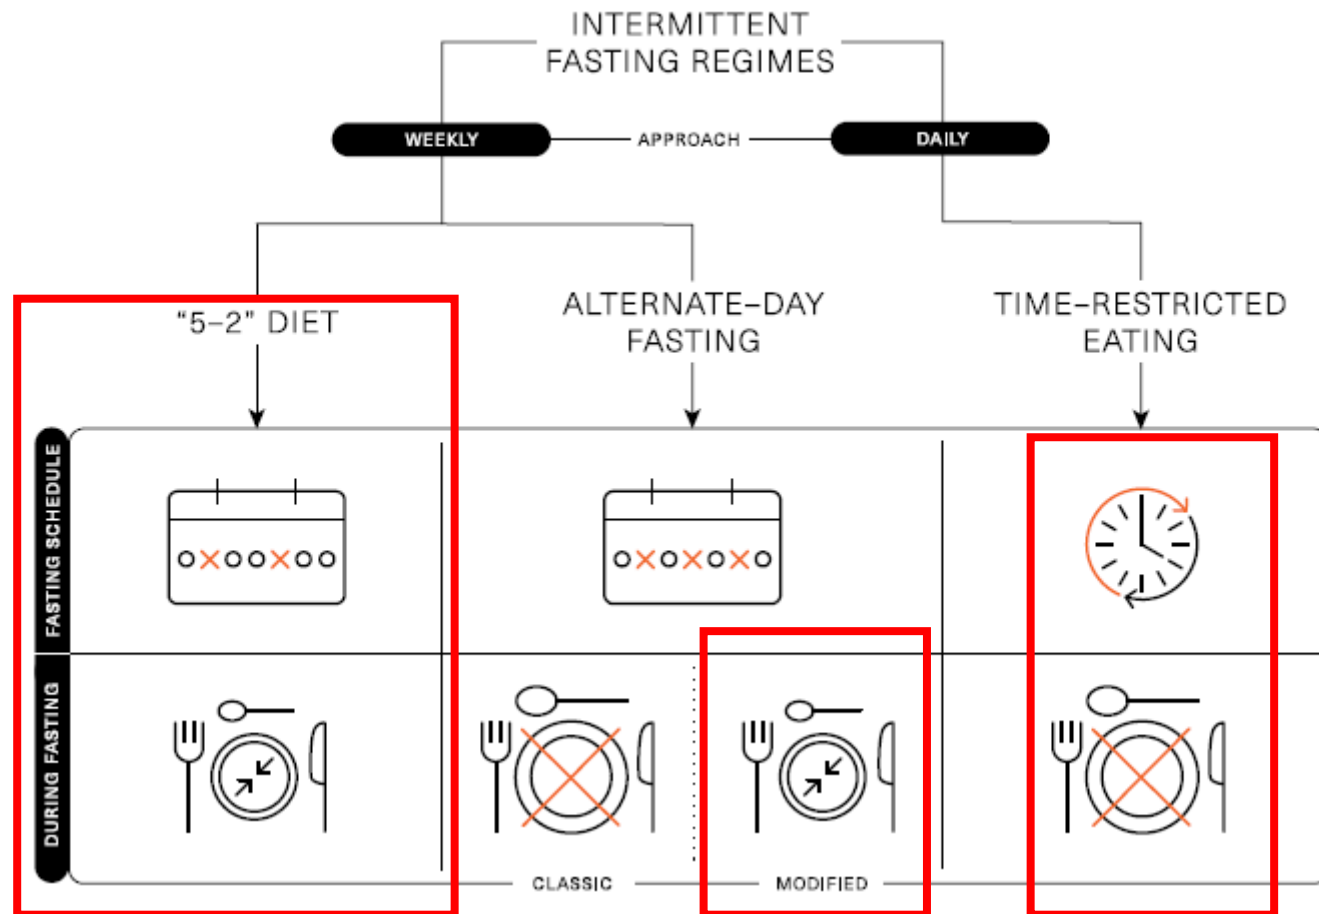 INTERMITTENT
FASTING REGIMES
WEEKLY
APPROACH
DAILY
"5–2" DIET
ALTERNATE–DAY
FASTING
TIME–RESTRICTED
EATING
FASTING SCHEDULE
DURING FASTING
CLASSIC
MODIFIED